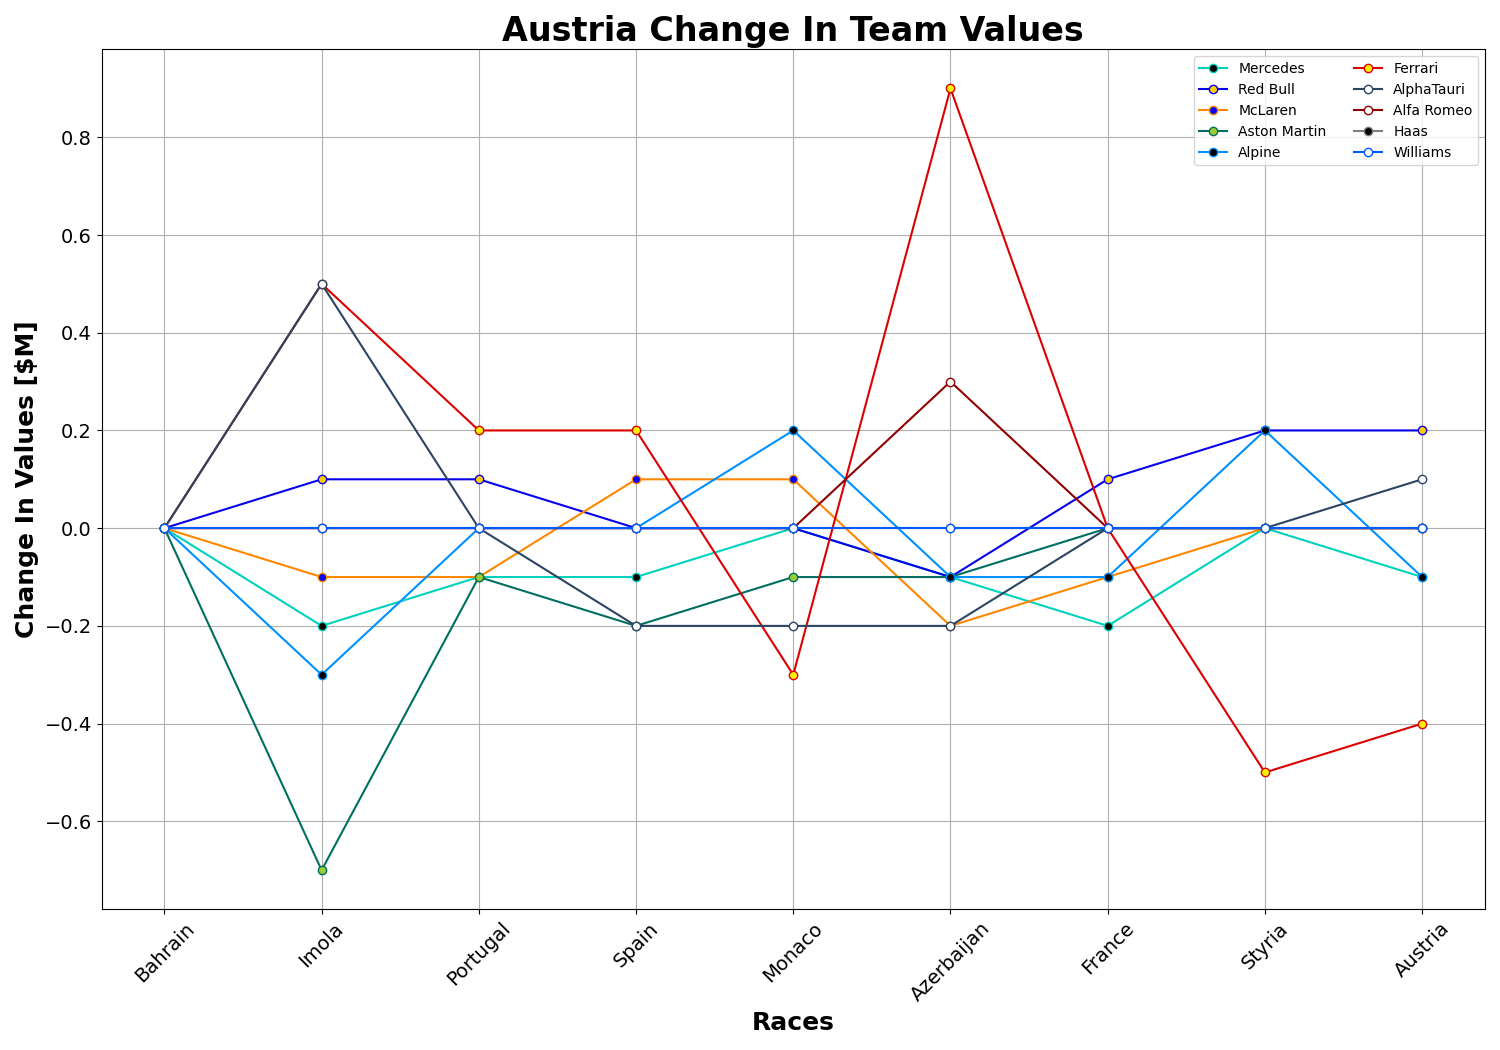 Austria Change In Team Values
Mercedes
Red Bull
McLaren
Aston Martin
Alpine
Ferrari
AlphaTauri
Alfa Romeo
Haas
Williams
Change In Values [$M]
0.8
0.6
0.4
0.2
0.0
−0.2
−0.4
−0.6
Bahrain
Imola
Portugal
Spain
Monaco
Azerbaijan
France
Styria
Austria
Races